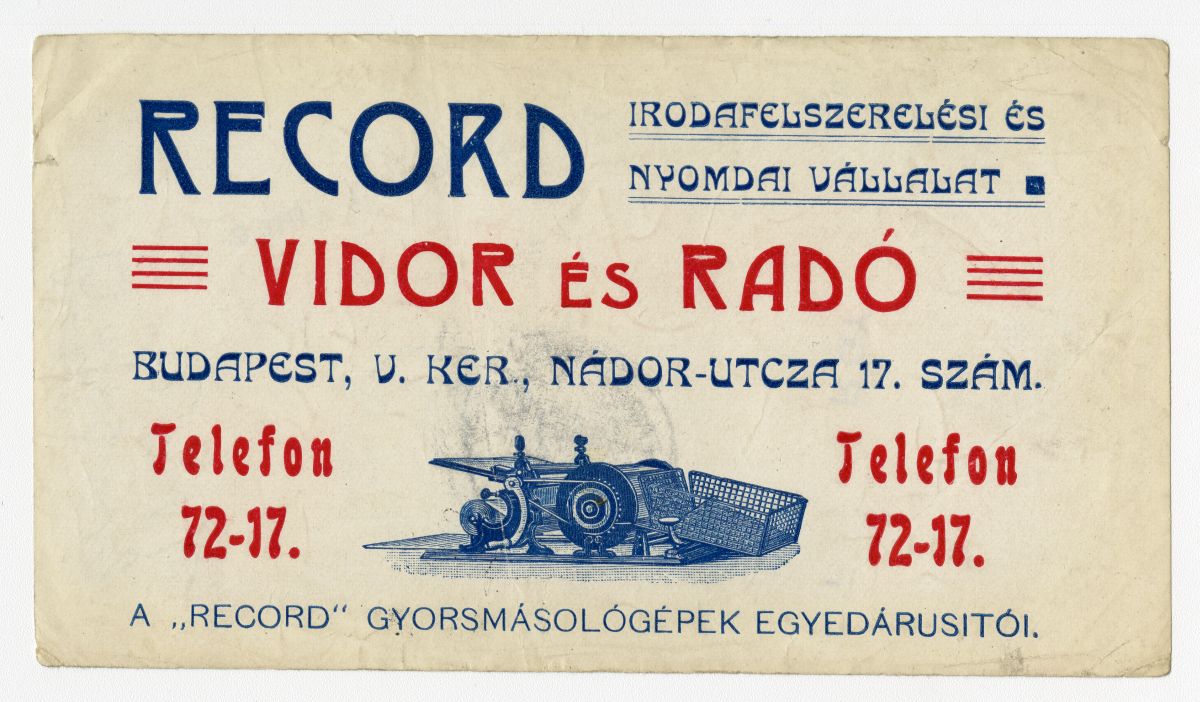 RECORD
IRODAFELSZERELÉSI ÉS
NYOMDAI VÁLLALAT
VIDOR ÉS RADÓ
BUDAPEST, V. KER., NÁDOR-UTCZA 17. SZÁM.
Telefon
72-17.
Telefon
72-17.
A „RECORD" GYORSMÁSOLÓGÉPEK EGYEDÁRUSITÓI.